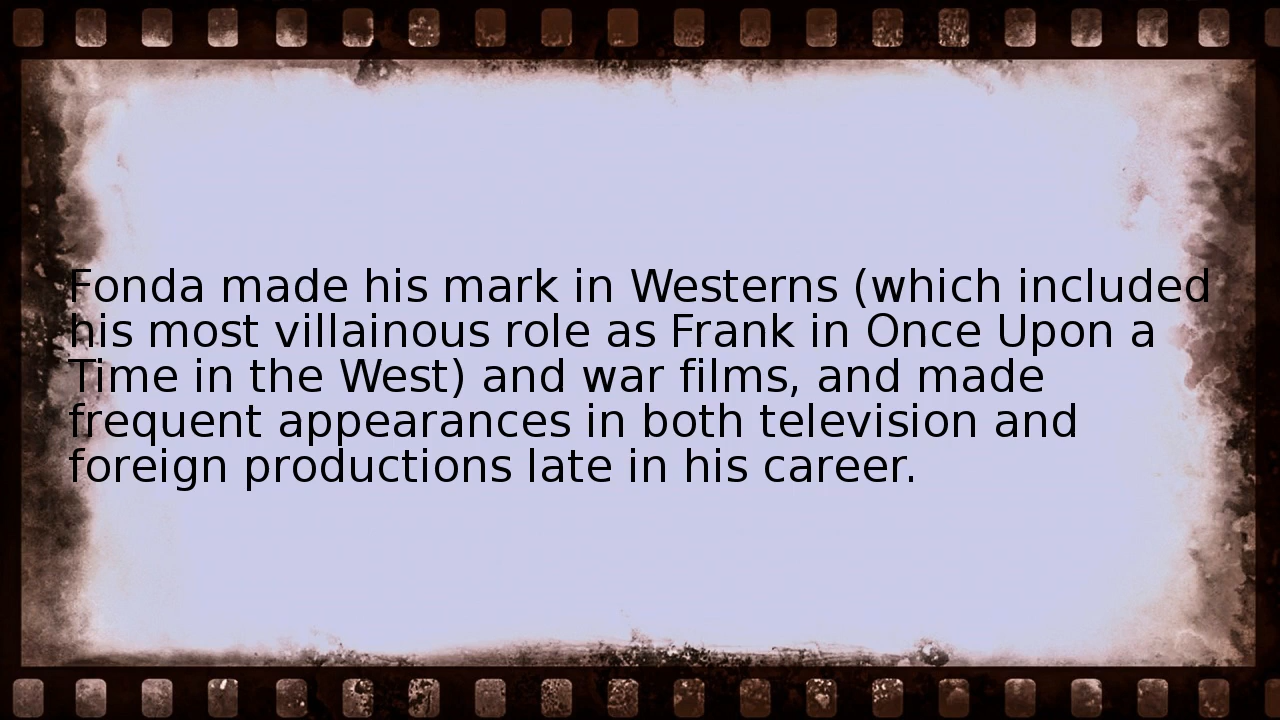 Fonda made his mark in Westerns (which included
his most villainous role as Frank in Once Upon a
Time in the West) and war films, and made
frequent appearances in both television and
foreign productions late in his career.